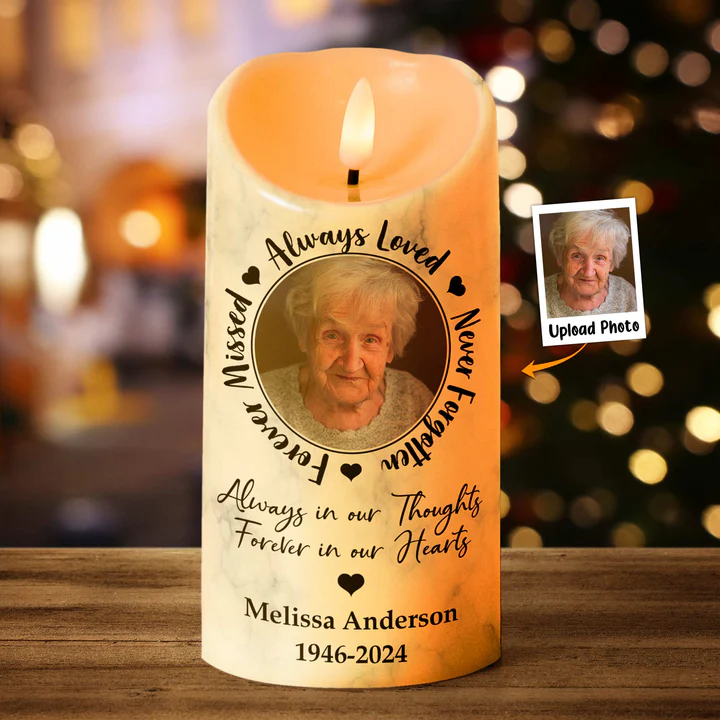 Always Loved
Never Forgotten
Forever Missed
Always in our Thoughts
Forever in our Hearts
Melissa Anderson
1946-2024
Upload Photo